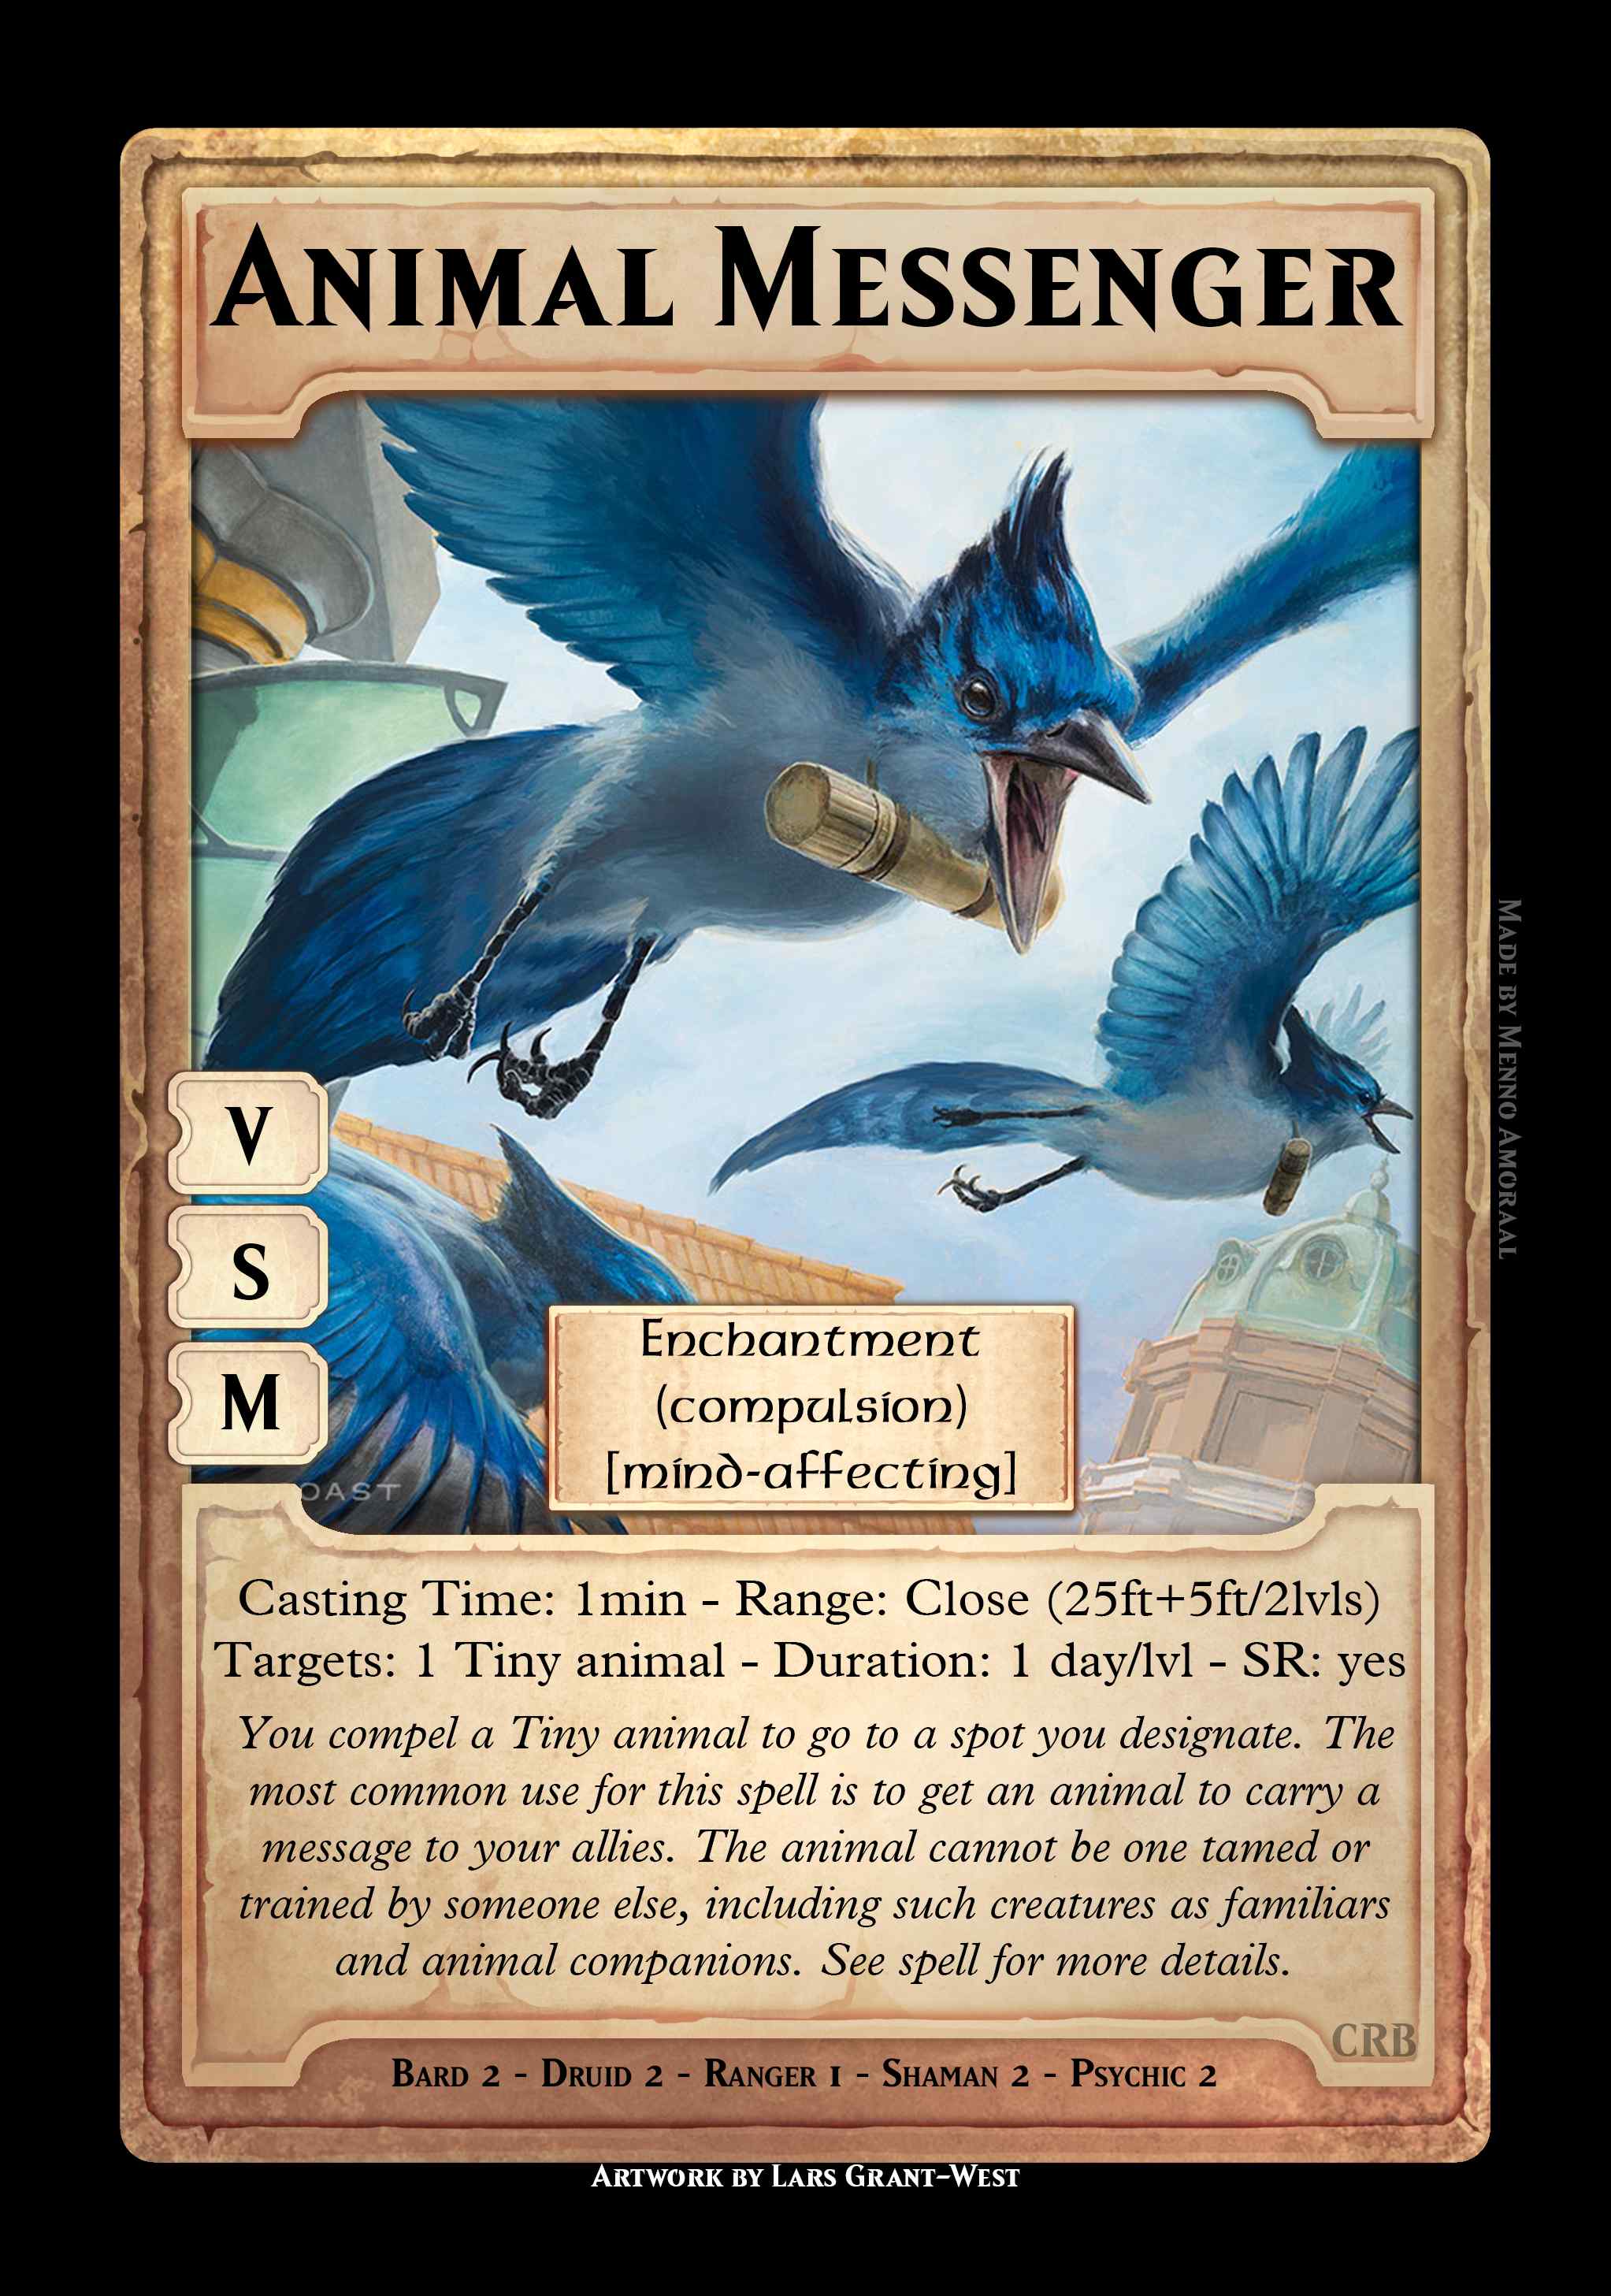 Animal Messenger
V
S
M
OAST
Enchantment
(compulsion)
[mind-affecting]
Casting Time: 1min - Range: Close (25ft+5ft/2lvls)
Targets: 1 Tiny animal - Duration: 1 day/lvl - SR: yes
You compel a Tiny animal to go to a spot you designate. The
most common use for this spell is to get an animal to carry a
message to your allies. The animal cannot be one tamed or
trained by someone else, including such creatures as familiars
and animal companions. See spell for more details.
CRB
Bard 2 - Druid 2 - Ranger 1 - Shaman 2 - Psychic 2
Artwork by Lars Grant-West
Made by Menno Amoraal